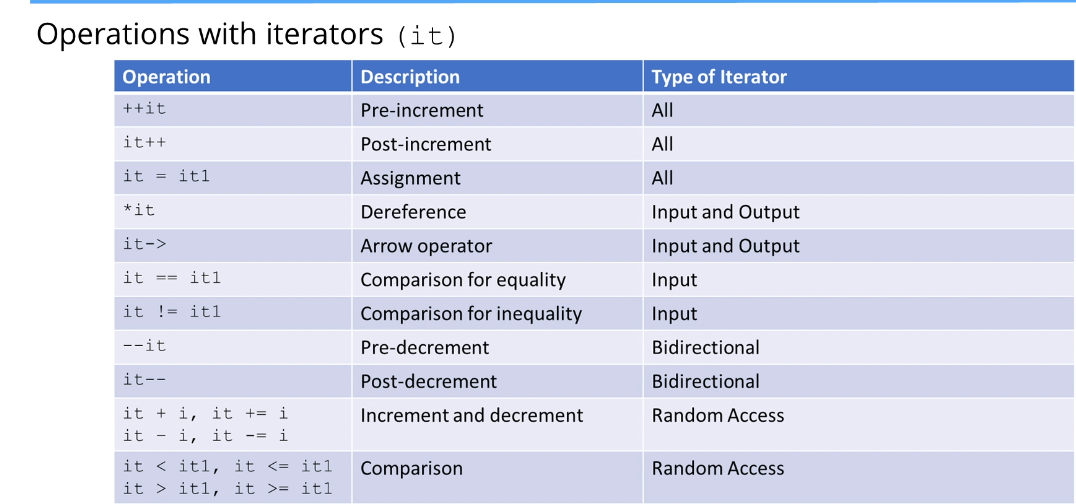 Operations with iterators (it)
Operation Description Type of Iterator
++it Pre-increment All
it++ Post-increment All
it = it1 Assignment All
*it Dereference Input and Output
it-> Arrow operator Input and Output
it == it1 Comparison for equality Input
it != it1 Comparison for inequality Input
--it Pre-decrement Bidirectional
it-- Post-decrement Bidirectional
it + i, it += i Increment and decrement Random Access
it - i, it -= i
it < it1, it <= it1 Comparison Random Access
it > it1, it >= it1